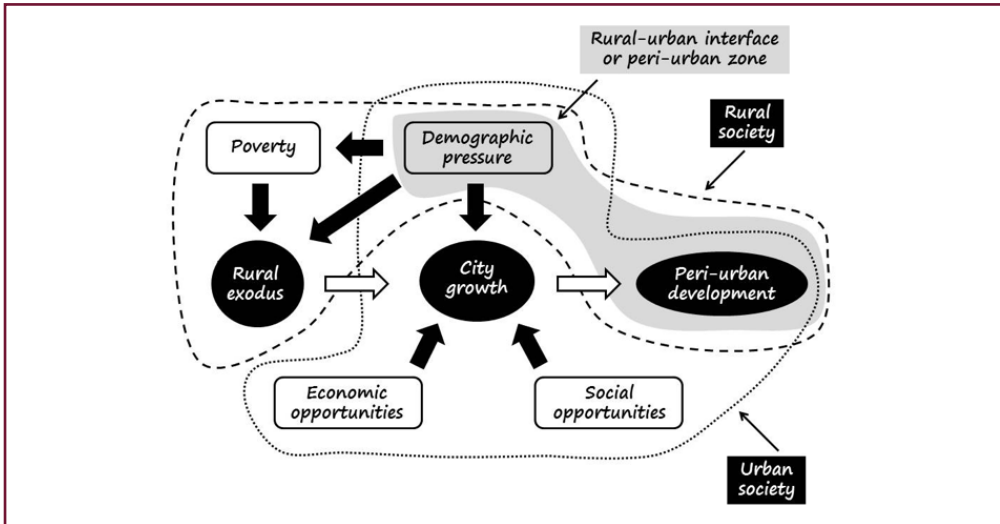 Rural-urban interface
or peri-urban zone
Rural
society
Poverty
Demographic
pressure
Rural
exodus
City
growth
Peri-urban
development
Economic
opportunities
Social
opportunities
Urban
society